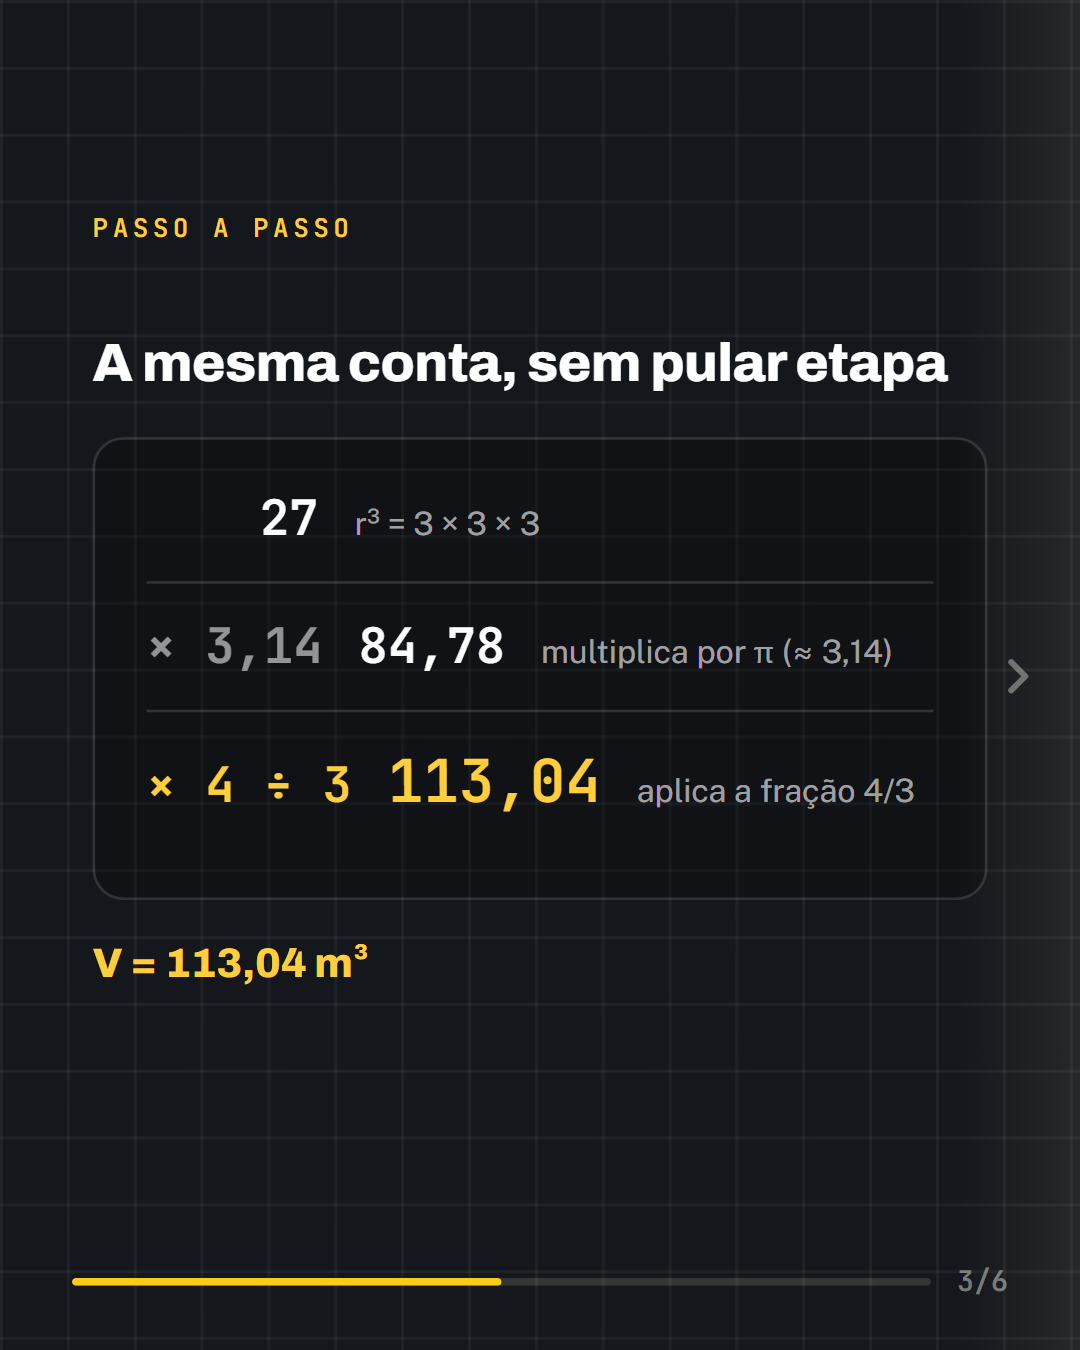 PASSO A PASSO
A mesma conta, sem pular etapa
27 r³ = 3 × 3 × 3
× 3,14 84,78 multiplica por π (≈ 3,14)
× 4 ÷ 3 113,04 aplica a fração 4/3
V = 113,04 m³
3/6